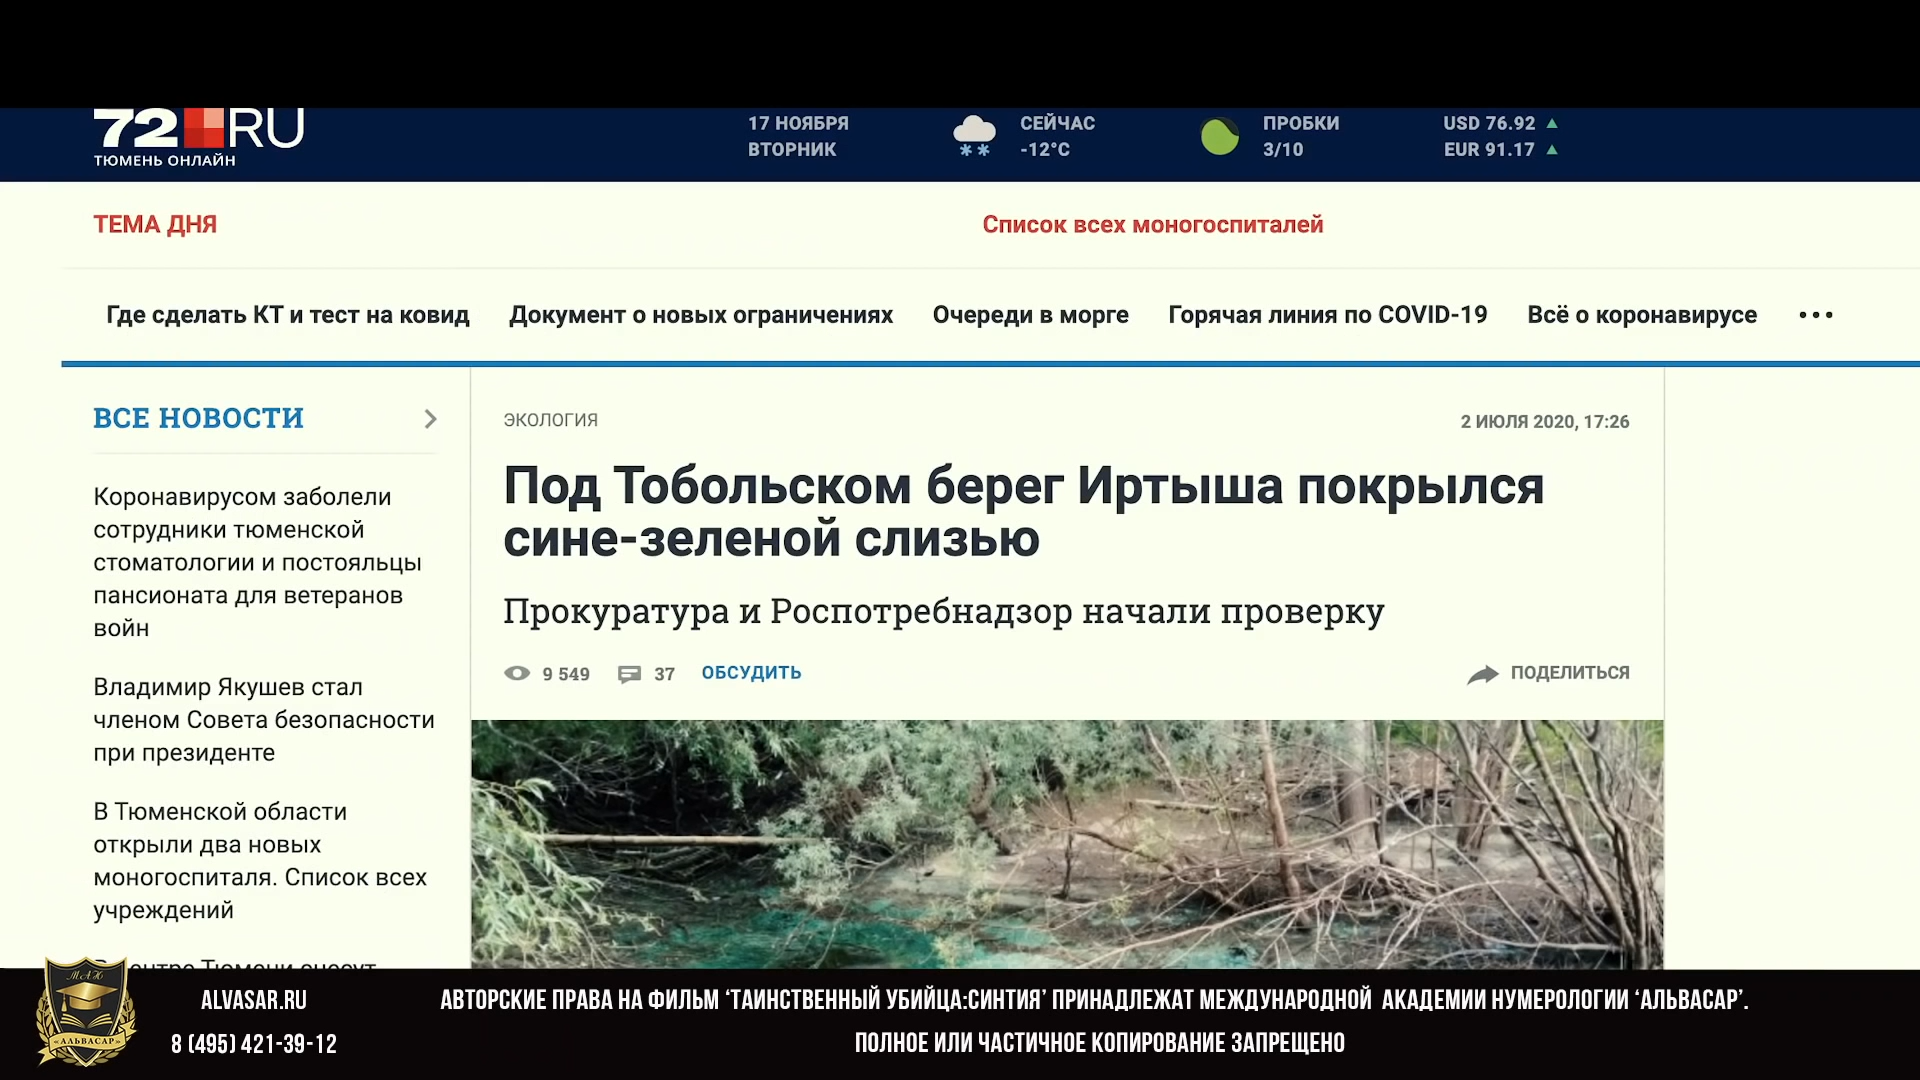 72 RU
ТЮМЕНЬ ОНЛАЙН
17 НОЯБРЯ
ВТОРНИК
СЕЙЧАС
-12°C
ПРОБКИ
3/10
USD 76.92
EUR 91.17
ТЕМА ДНЯ
Список всех моногоспиталей
Где сделать КТ и тест на ковид
Документ о новых ограничениях
Очереди в морге
Горячая линия по COVID-19
Всё о коронавирусе
ВСЕ НОВОСТИ
Коронавирусом заболели
сотрудники тюменской
стоматологии и постояльцы
пансионата для ветеранов
войн
Владимир Якушев стал
членом Совета безопасности
при президенте
В Тюменской области
открыли два новых
моногоспиталя. Список всех
учреждений
ЭКОЛОГИЯ
2 ИЮЛЯ 2020, 17:26
Под Тобольском берег Иртыша покрылся
сине-зеленой слизью
Прокуратура и Роспотребнадзор начали проверку
9 549
37
ОБСУДИТЬ
ПОДЕЛИТЬСЯ
МАН
«АЛЬВАСАР»
ALVASAR.RU
8 (495) 421-39-12
АВТОРСКИЕ ПРАВА НА ФИЛЬМ ‘ТАИНСТВЕННЫЙ УБИЙЦА:СИНТИЯ’ ПРИНАДЛЕЖАТ МЕЖДУНАРОДНОЙ АКАДЕМИИ НУМЕРОЛОГИИ ‘АЛЬВАСАР’.
ПОЛНОЕ ИЛИ ЧАСТИЧНОЕ КОПИРОВАНИЕ ЗАПРЕЩЕНО